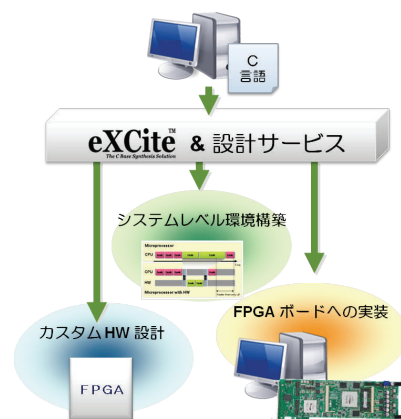 C
言語
eXCite™ & 設計サービス
The C Base Synthesis Solution
システムレベル環境構築
Microprocessor
CPU
CPU
HW
Microprocessor with HW
FPGA ボードへの実装
カスタム HW 設計
FPGA